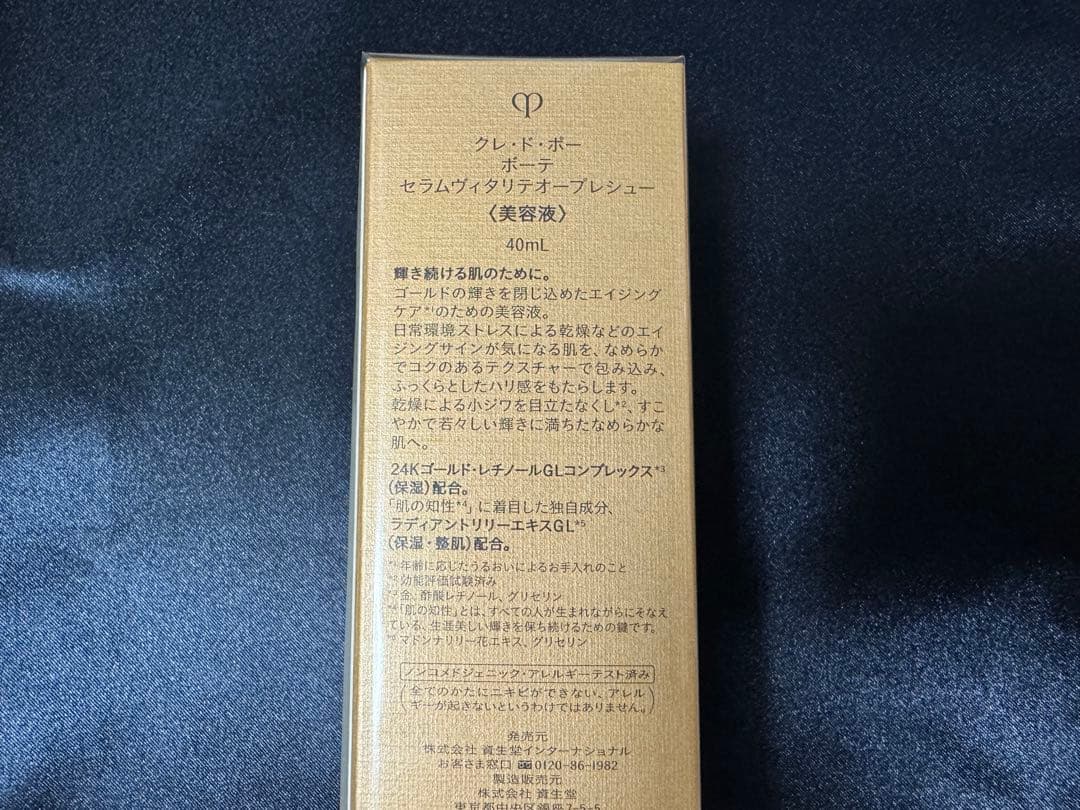 クレ・ド・ポー
ボーテ
セラムヴィタリテオープレシュー
〈美容液〉
40mL
輝き続ける肌のために。
ゴールドの輝きを閉じ込めたエイジング
ケア*¹のための美容液。
日常環境ストレスによる乾燥などのエイ
ジングサインが気になる肌を、なめらか
でコクのあるテクスチャーで包み込み、
ふっくらとしたハリ感をもたらします。
乾燥による小ジワを目立たなくし*²、すこ
やかで若々しい輝きに満ちたなめらかな
肌へ。
24Kゴールド・レチノールGLコンプレックス*³
(保湿)配合。
「肌の知性*⁴」に着目した独自成分、
ラディアントリリーエキスGL*⁵
(保湿・整肌)配合。
*¹ 年齢に応じたうるおいによるお手入れのこと
*² 効能評価試験済み
*³ 金、酢酸レチノール、グリセリン
*⁴ 「肌の知性」とは、すべての人が生まれながらにそなえ
ている、生涯美しい輝きを保ち続けるための鍵です。
*⁵ マドンナリリー花エキス、グリセリン
ノンコメドジェニック・アレルギーテスト済み
(全てのかたにニキビができない、アレル
ギーが起きないというわけではありません。)
発売元
株式会社 資生堂インターナショナル
お客さま窓口 0120-86-1982
製造販売元
株式会社 資生堂
東京都中央区銀座7-5-5